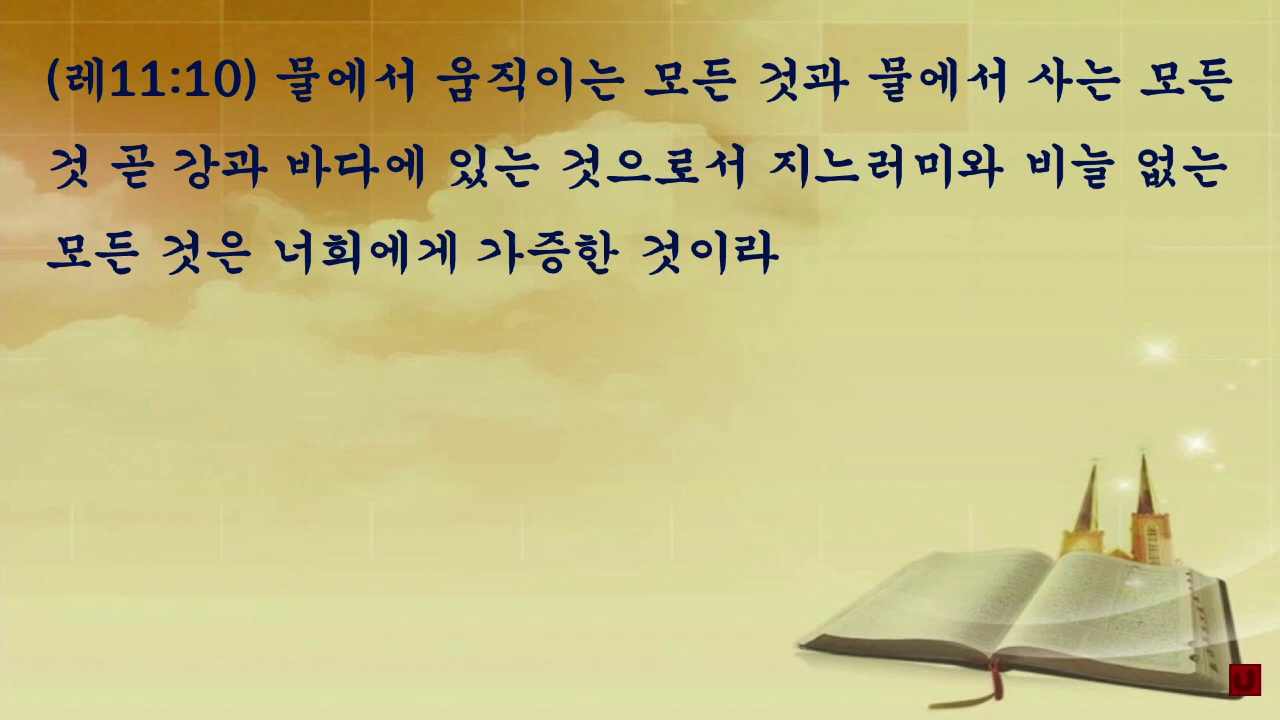 (레11:10) 물에서 움직이는 모든 것과 물에서 사는 모든
것 곧 강과 바다에 있는 것으로서 지느러미와 비늘 없는
모든 것은 너희에게 가증한 것이라